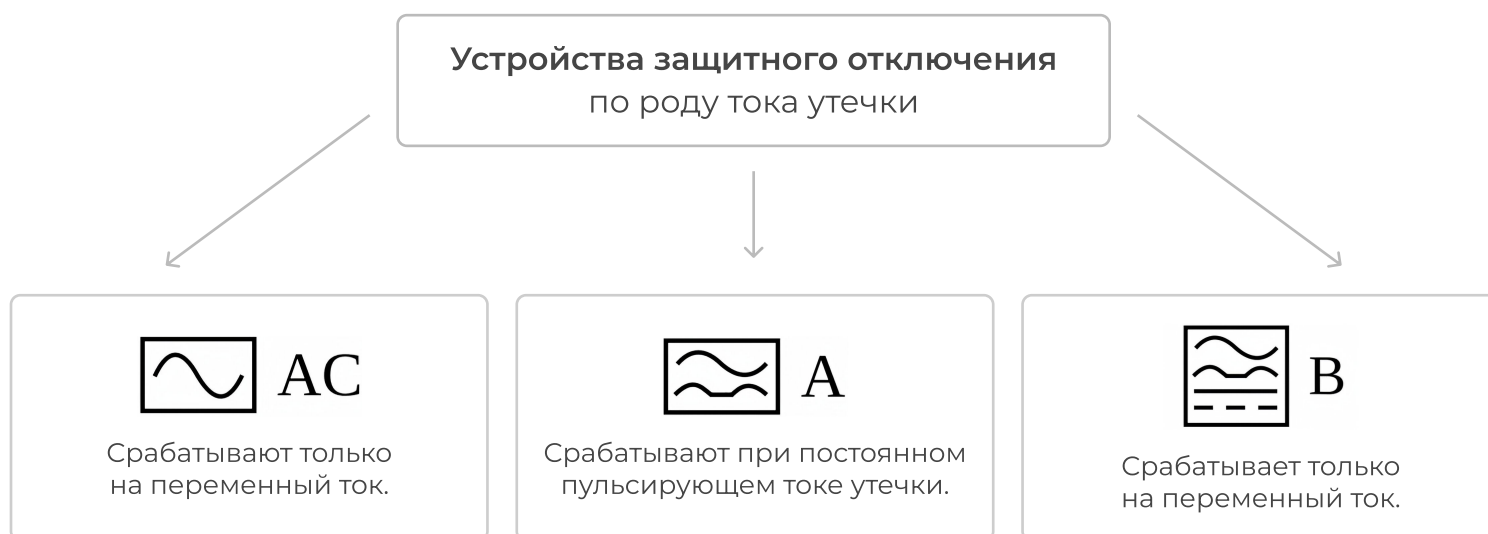 Устройства защитного отключения
по роду тока утечки
AC
Срабатывают только
на переменный ток.
A
Срабатывают при постоянном
пульсирующем токе утечки.
B
Срабатывает только
на переменный ток.